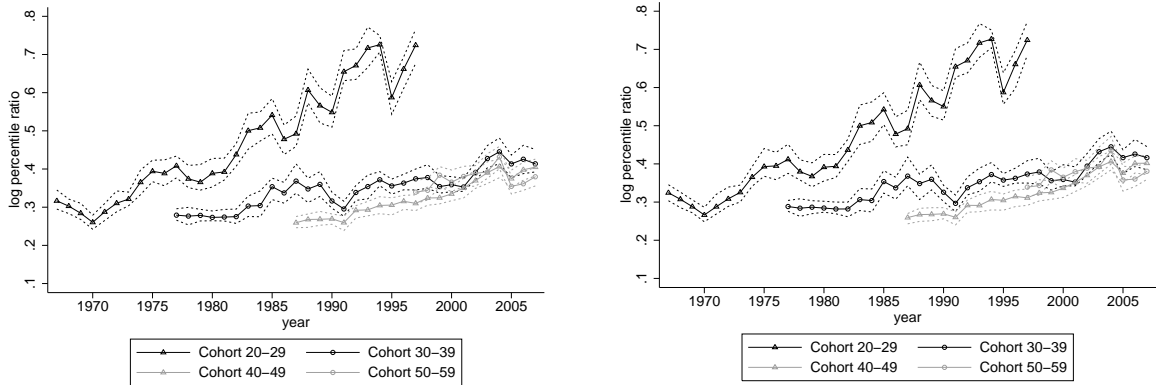 log percentile ratio
.1 .2 .3 .4 .5 .6 .7 .8
1970 1975 1980 1985 1990 1995 2000 2005
year
Cohort 20−29 Cohort 30−39
Cohort 40−49 Cohort 50−59
log percentile ratio
.1 .2 .3 .4 .5 .6 .7 .8
1970 1975 1980 1985 1990 1995 2000 2005
year
Cohort 20−29 Cohort 30−39
Cohort 40−49 Cohort 50−59